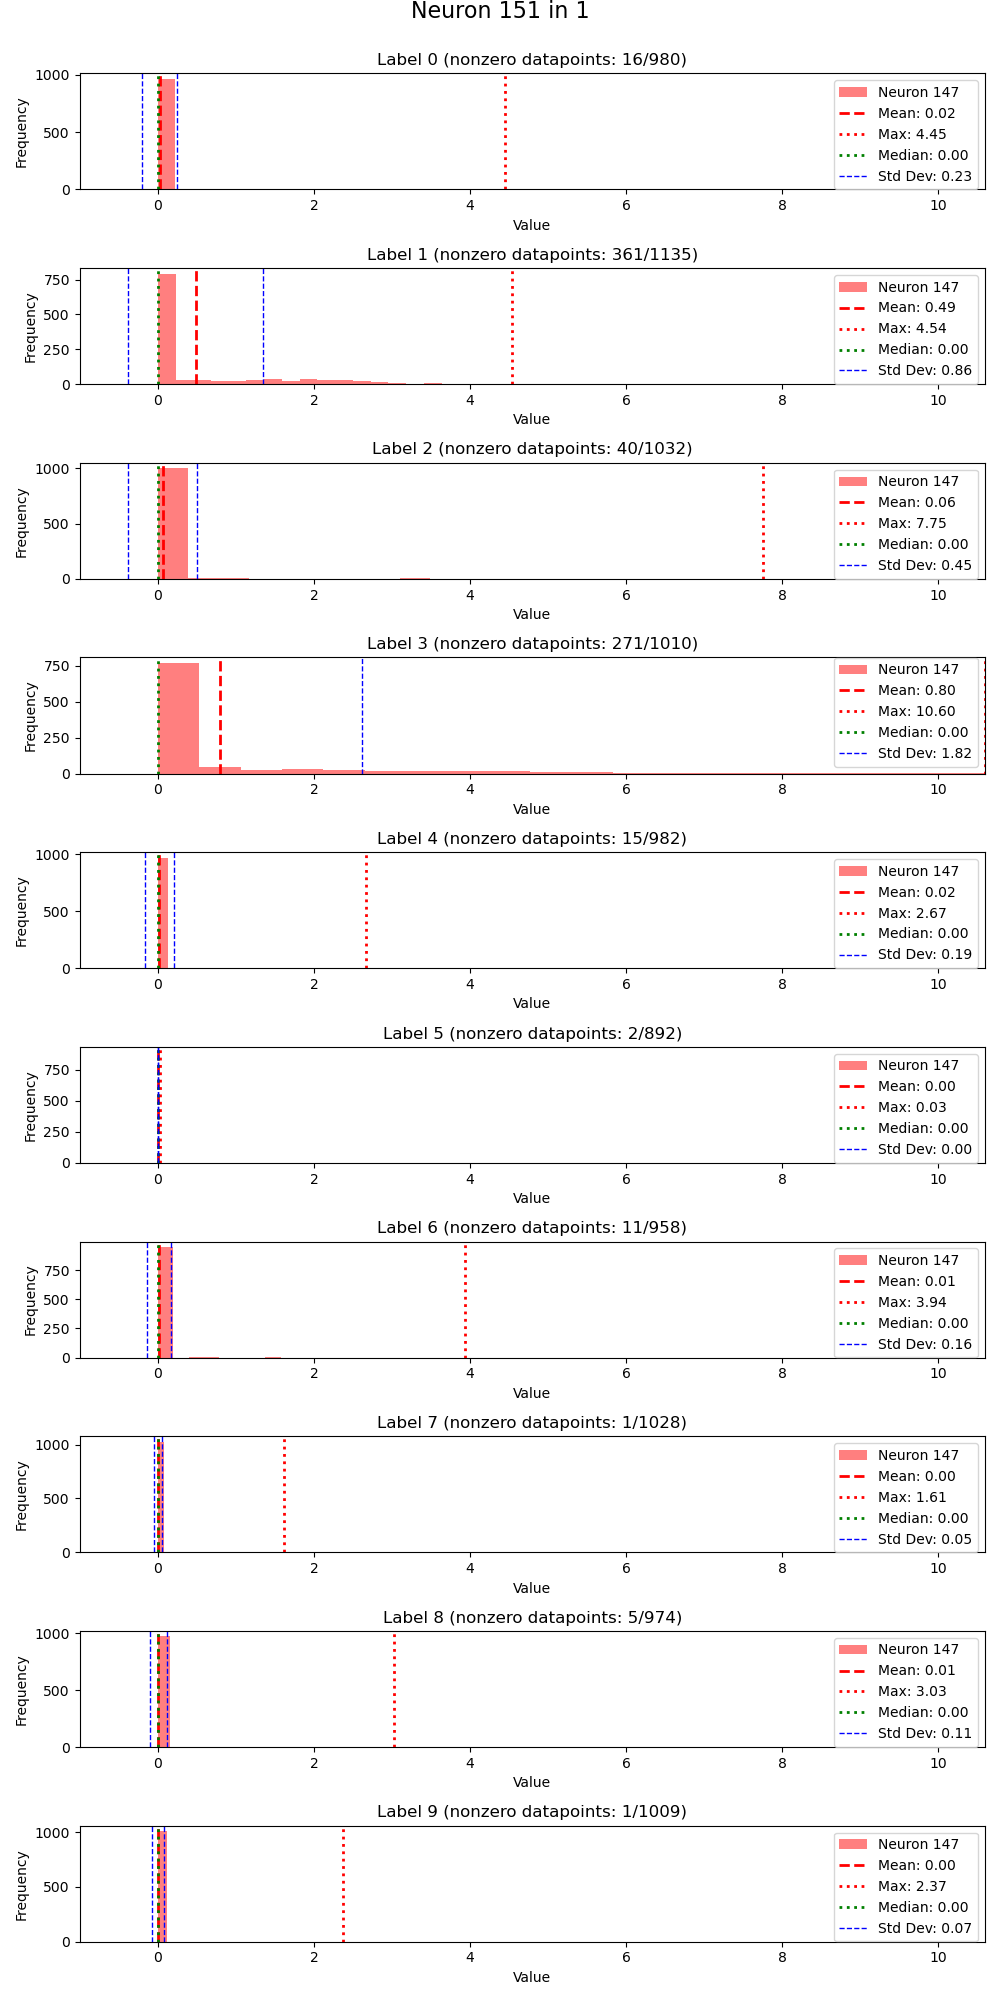 Neuron 151 in 1
Label 0 (nonzero datapoints: 16/980)
1000
500
0
Frequency
Neuron 147
Mean: 0.02
Max: 4.45
Median: 0.00
Std Dev: 0.23
0 2 4 6 8 10
Value
Label 1 (nonzero datapoints: 361/1135)
750
500
250
0
Frequency
Neuron 147
Mean: 0.49
Max: 4.54
Median: 0.00
Std Dev: 0.86
0 2 4 6 8 10
Value
Label 2 (nonzero datapoints: 40/1032)
1000
500
0
Frequency
Neuron 147
Mean: 0.06
Max: 7.75
Median: 0.00
Std Dev: 0.45
0 2 4 6 8 10
Value
Label 3 (nonzero datapoints: 271/1010)
750
500
250
0
Frequency
Neuron 147
Mean: 0.80
Max: 10.60
Median: 0.00
Std Dev: 1.82
0 2 4 6 8 10
Value
Label 4 (nonzero datapoints: 15/982)
1000
500
0
Frequency
Neuron 147
Mean: 0.02
Max: 2.67
Median: 0.00
Std Dev: 0.19
0 2 4 6 8 10
Value
Label 5 (nonzero datapoints: 2/892)
750
500
250
0
Frequency
Neuron 147
Mean: 0.00
Max: 0.03
Median: 0.00
Std Dev: 0.00
0 2 4 6 8 10
Value
Label 6 (nonzero datapoints: 11/958)
750
500
250
0
Frequency
Neuron 147
Mean: 0.01
Max: 3.94
Median: 0.00
Std Dev: 0.16
0 2 4 6 8 10
Value
Label 7 (nonzero datapoints: 1/1028)
1000
500
0
Frequency
Neuron 147
Mean: 0.00
Max: 1.61
Median: 0.00
Std Dev: 0.05
0 2 4 6 8 10
Value
Label 8 (nonzero datapoints: 5/974)
1000
500
0
Frequency
Neuron 147
Mean: 0.01
Max: 3.03
Median: 0.00
Std Dev: 0.11
0 2 4 6 8 10
Value
Label 9 (nonzero datapoints: 1/1009)
1000
500
0
Frequency
Neuron 147
Mean: 0.00
Max: 2.37
Median: 0.00
Std Dev: 0.07
0 2 4 6 8 10
Value